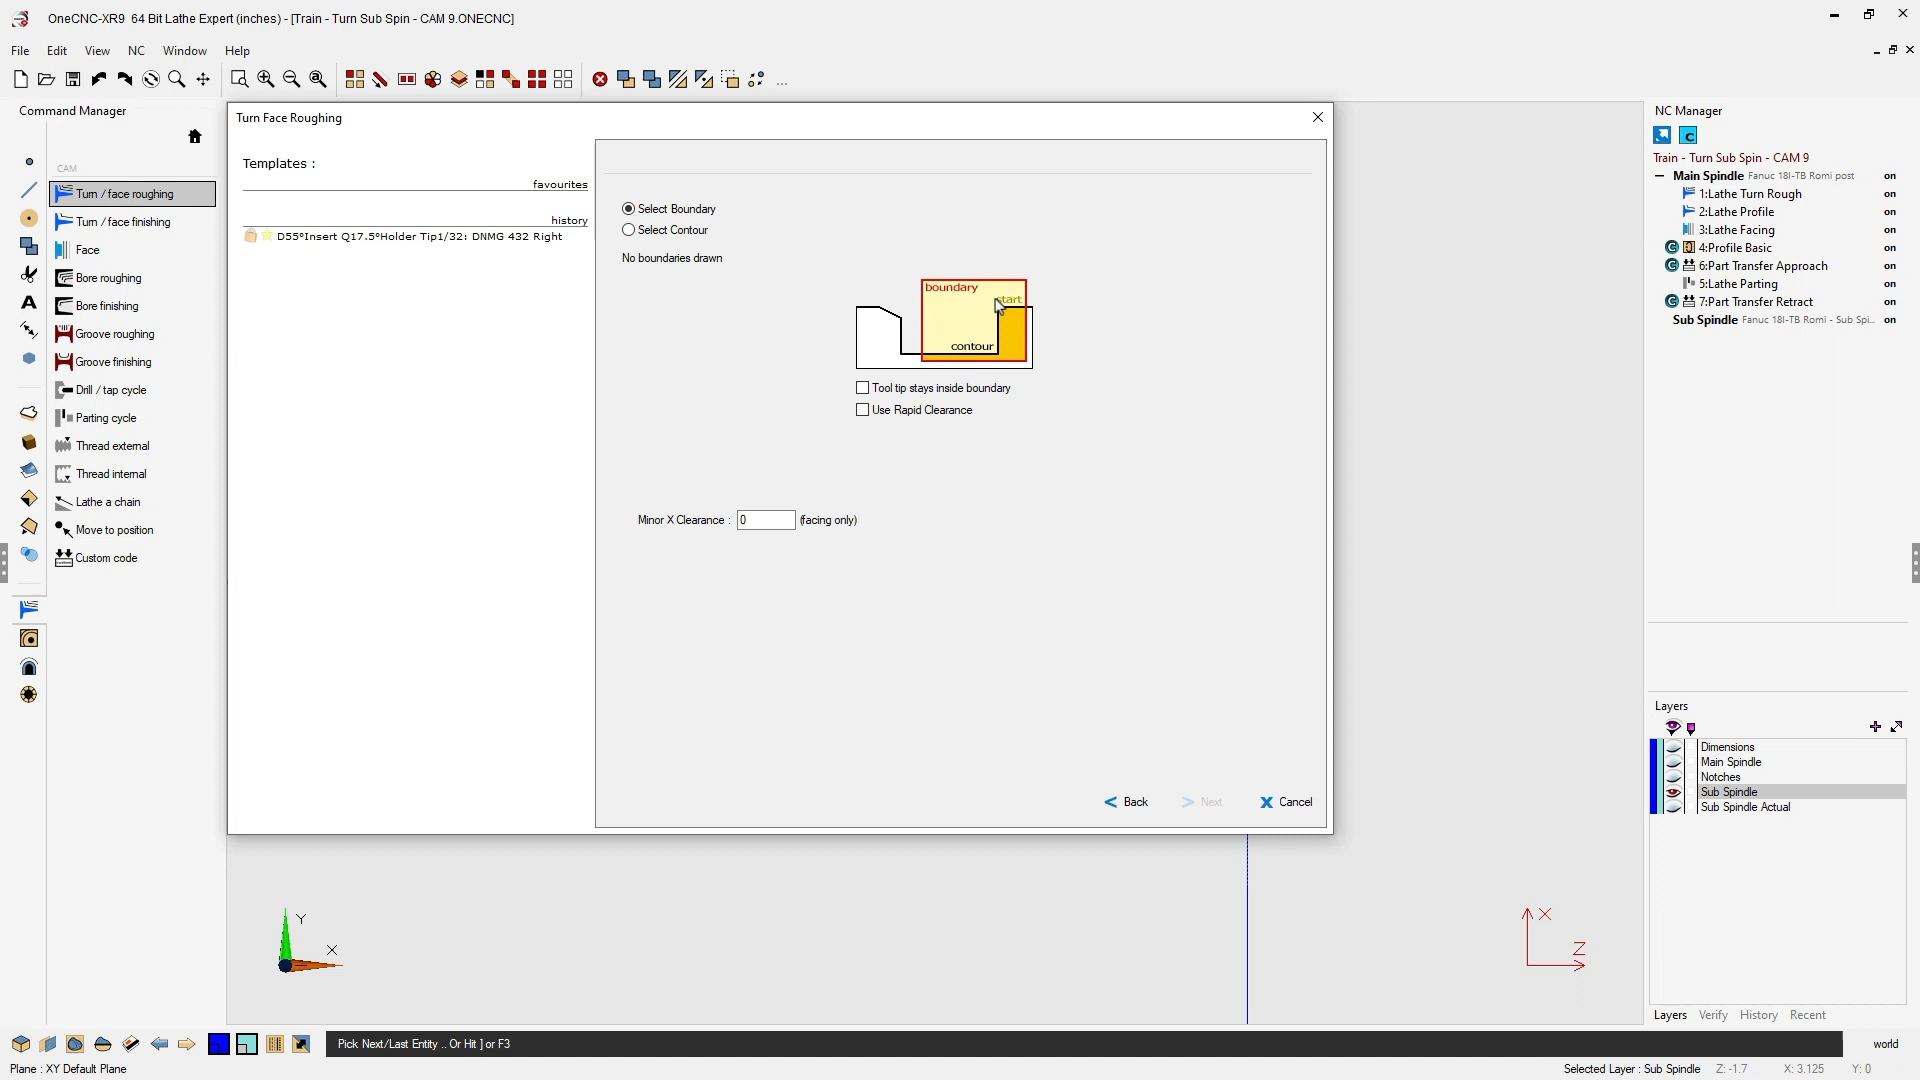 OneCNC-XR9 64 Bit Lathe Expert (inches) - [Train - Turn Sub Spin - CAM 9.ONECNC]
File Edit View NC Window Help
Command Manager
CAM
Turn / face roughing
Turn / face finishing
Face
Bore roughing
Bore finishing
Groove roughing
Groove finishing
Drill / tap cycle
Parting cycle
Thread external
Thread internal
Lathe a chain
Move to position
Custom code
Turn Face Roughing
Templates :
favourites
history
D55°Insert Q17.5°Holder Tip1/32: DNMG 432 Right
Select Boundary
Select Contour
No boundaries drawn
boundary
start
contour
Tool tip stays inside boundary
Use Rapid Clearance
Minor X Clearance : 0 (facing only)
< Back > Next X Cancel
Y
X
X
Z
NC Manager
Train - Turn Sub Spin - CAM 9
Main Spindle Fanuc 18I-TB Romi post on
1:Lathe Turn Rough on
2:Lathe Profile on
3:Lathe Facing on
4:Profile Basic on
6:Part Transfer Approach on
5:Lathe Parting on
7:Part Transfer Retract on
Sub Spindle Fanuc 18I-TB Romi - Sub Spi... on
Layers
Dimensions
Main Spindle
Notches
Sub Spindle
Sub Spindle Actual
Layers Verify History Recent
Pick Next/Last Entity .. Or Hit ] or F3
world
Plane : XY Default Plane
Selected Layer : Sub Spindle Z: -1.7 X: 3.125 Y: 0